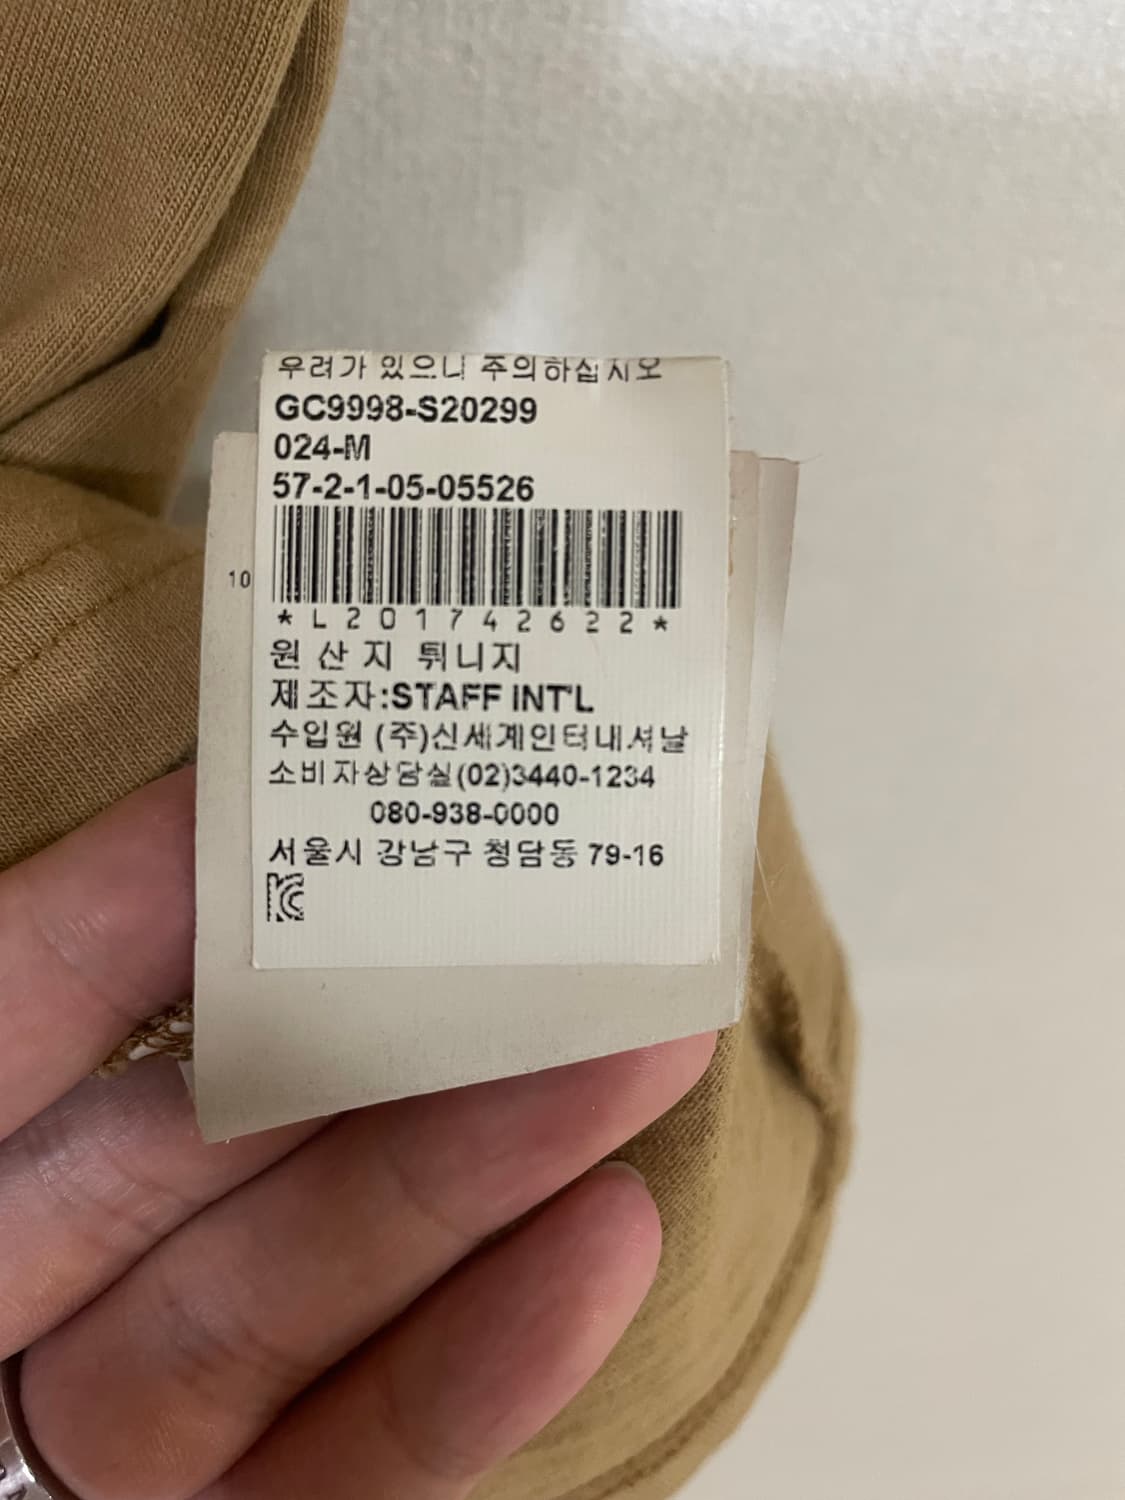 우려가 있으니 주의하십시오
GC9998-S20299
024-M
57-2-1-05-05526
10
*L201742622*
원 산 지 튀니지
제조자:STAFF INT'L
수입원 (주)신세계인터내셔날
소비자상담실(02)3440-1234
080-938-0000
서울시 강남구 청담동 79-16
KC